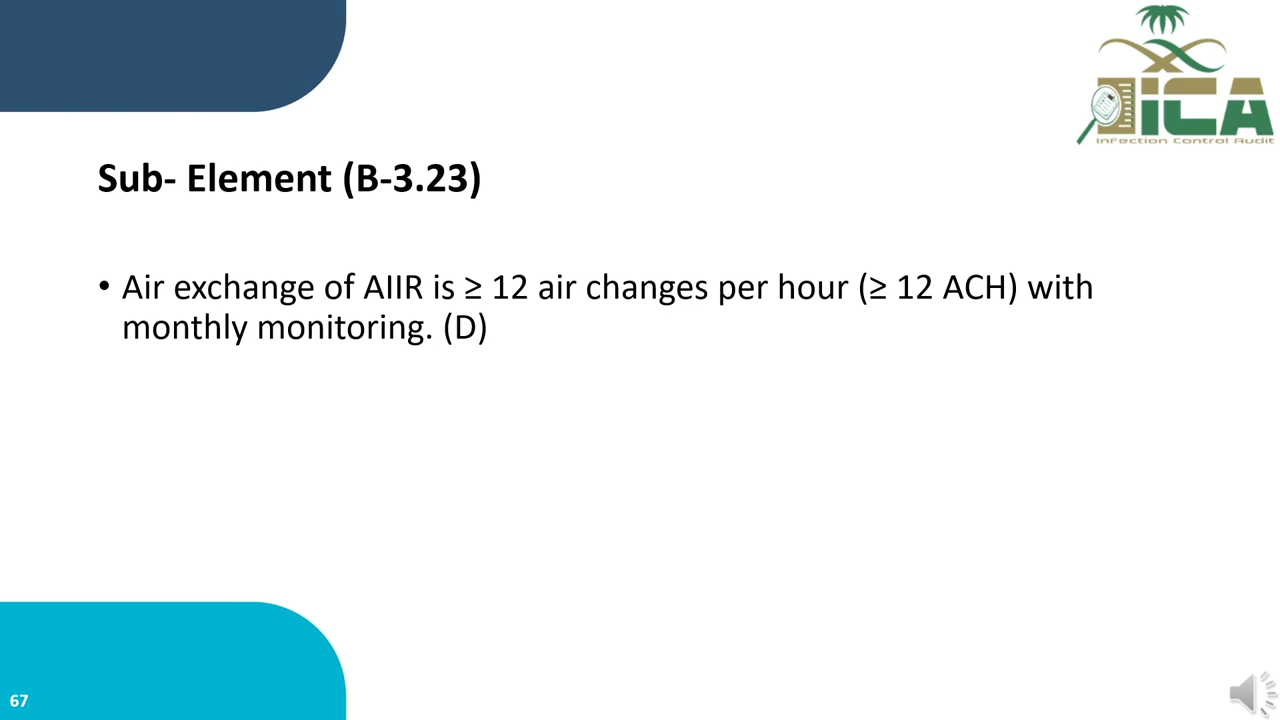 iCA
Infection Control Audit
Sub- Element (B-3.23)
• Air exchange of AIIR is ≥ 12 air changes per hour (≥ 12 ACH) with
monthly monitoring. (D)
67